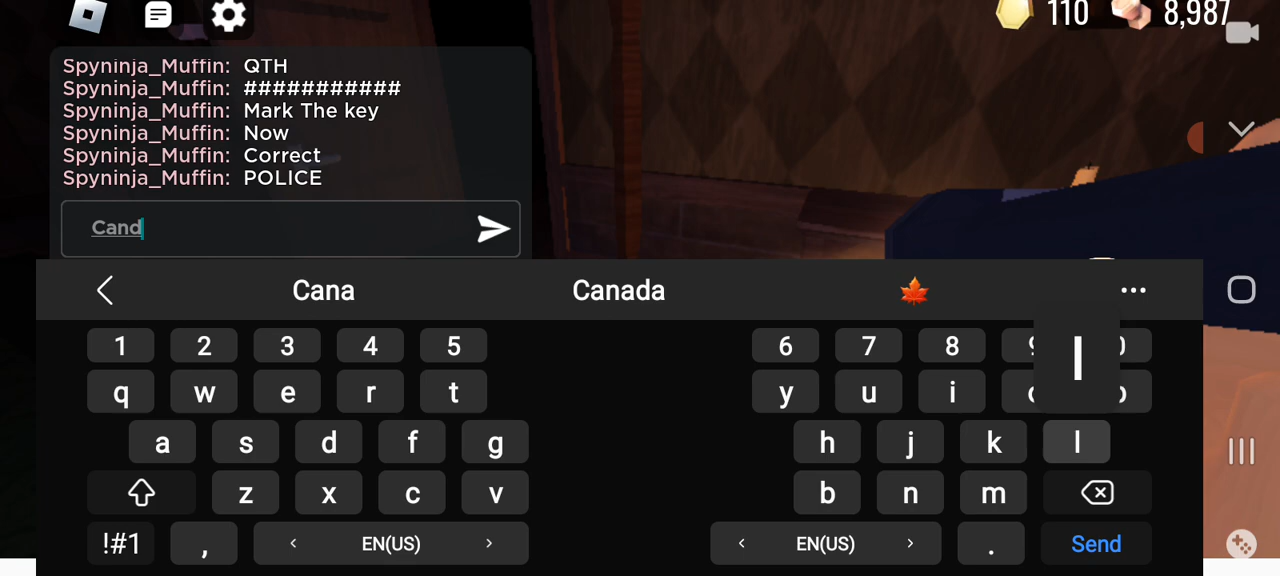 110 8,987
Spyninja_Muffin: QTH
Spyninja_Muffin: ###########
Spyninja_Muffin: Mark The key
Spyninja_Muffin: Now
Spyninja_Muffin: Correct
Spyninja_Muffin: POLICE
Cand
Cana Canada
1 2 3 4 5 6 7 8
q w e r t y u i
l
a s d f g h j k l
z x c v b n m
!#1 , < EN(US) > < EN(US) > . Send